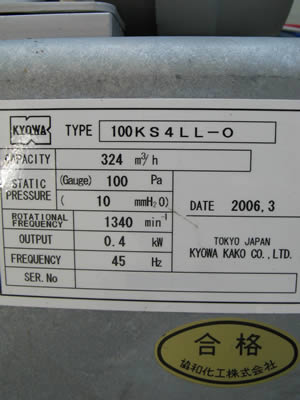 KYOWA TYPE 100KS4LL-O
CAPACITY 324 m³/h
STATIC PRESSURE (Gauge) 100 Pa
( 10 mmH₂O)
ROTATIONAL FREQUENCY 1340 min⁻¹
OUTPUT 0.4 kW
FREQUENCY 45 Hz
SER.No
DATE 2006.3
TOKYO JAPAN
KYOWA KAKO CO.,LTD.
合格
協和化工株式会社